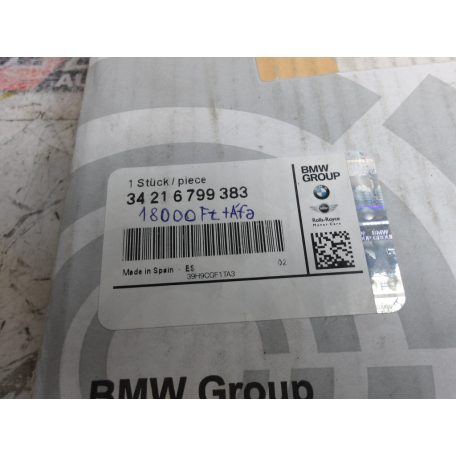 1 Stück/piece
34 21 6 799 383
18000 Ft +Áfa
Made in Spain - ES
02
39H9CGF1TA3
BMW
GROUP
Rolls-Royce
Motor Cars
BMW Group